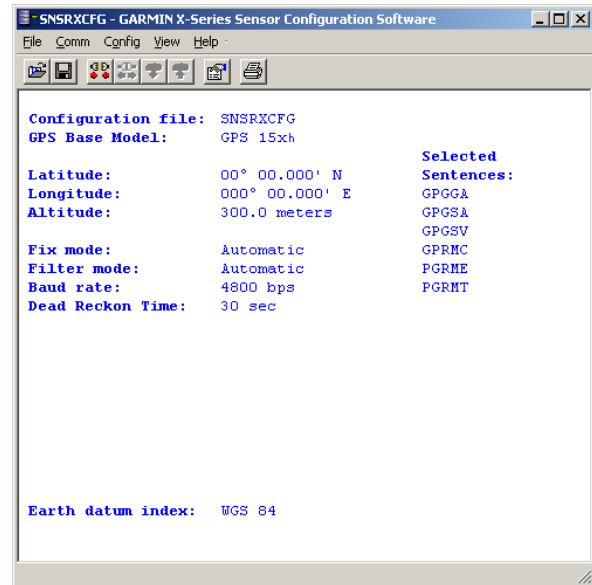 SNSRXCFG - GARMIN X-Series Sensor Configuration Software
File Comm Config View Help
Configuration file: SNSRXCFG
GPS Base Model: GPS 15xh
Selected
Latitude: 00° 00.000' N Sentences:
Longitude: 000° 00.000' E GPGGA
Altitude: 300.0 meters GPGSA
GPGSV
Fix mode: Automatic GPRMC
Filter mode: Automatic PGRME
Baud rate: 4800 bps PGRMT
Dead Reckon Time: 30 sec
Earth datum index: WGS 84